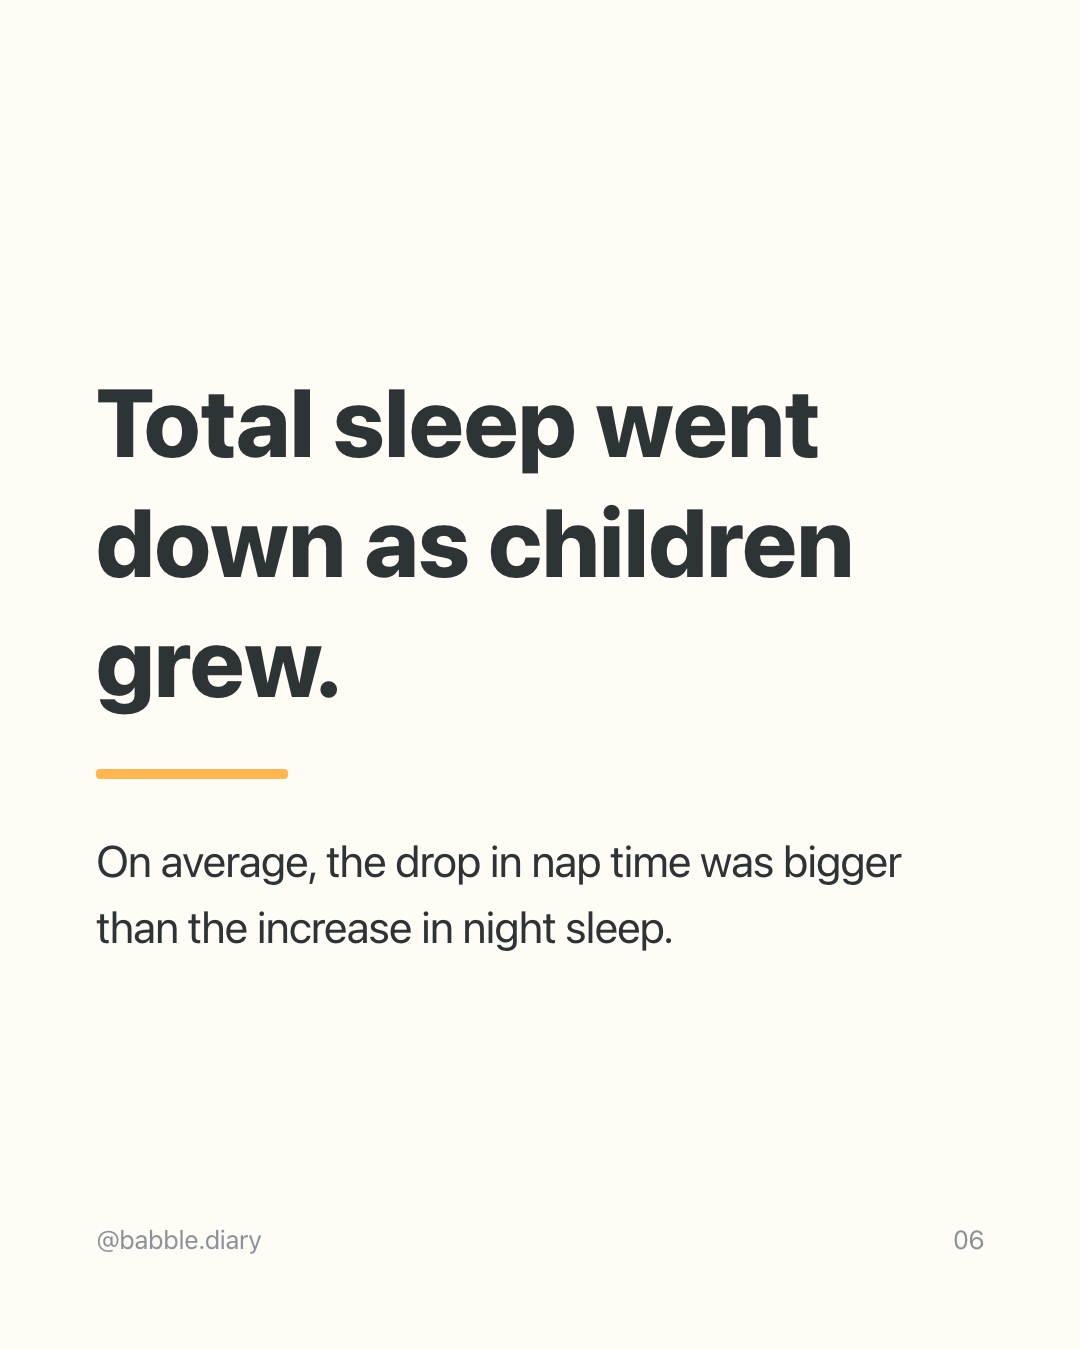 Total sleep went
down as children
grew.
On average, the drop in nap time was bigger
than the increase in night sleep.
@babble.diary
06